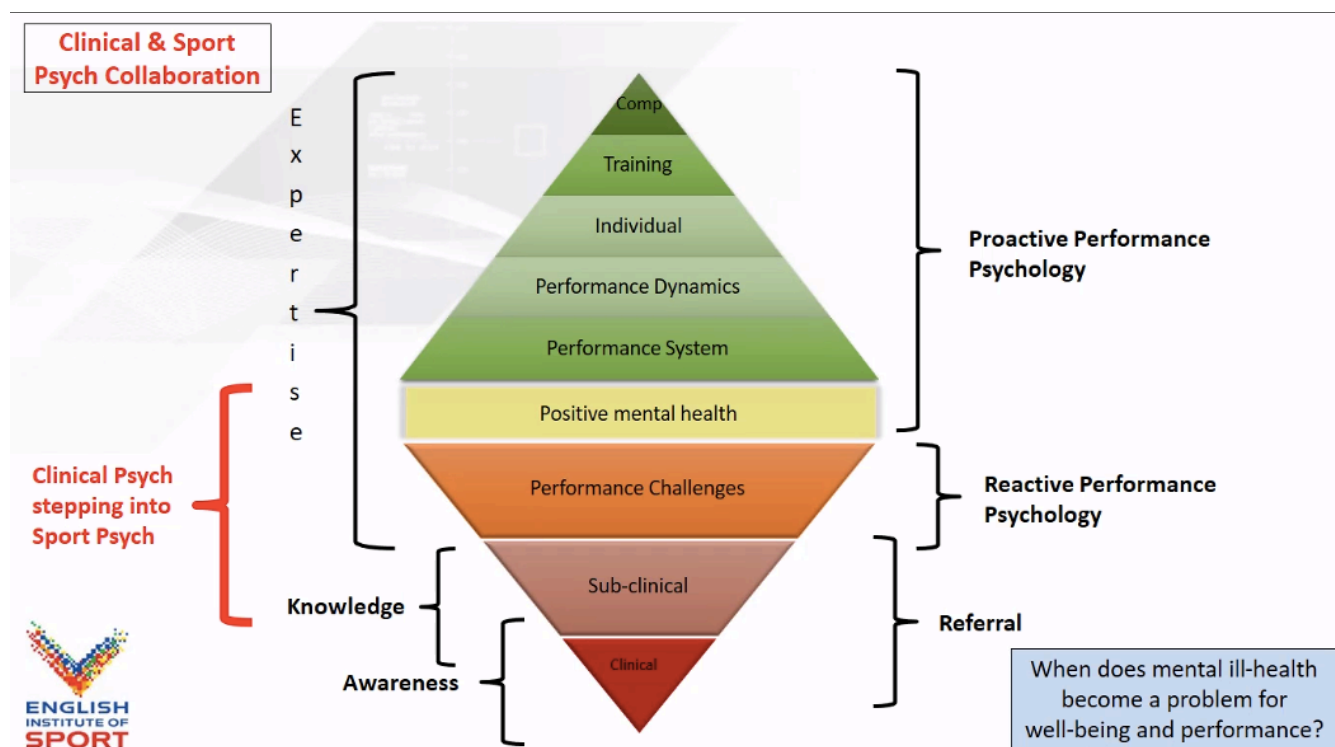 Clinical & Sport
Psych Collaboration
Expertise
Comp
Training
Individual
Performance Dynamics
Performance System
Positive mental health
Performance Challenges
Sub-clinical
Clinical
Proactive Performance
Psychology
Reactive Performance
Psychology
Referral
Clinical Psych
stepping into
Sport Psych
Knowledge
Awareness
ENGLISH
INSTITUTE OF
SPORT
When does mental ill-health
become a problem for
well-being and performance?